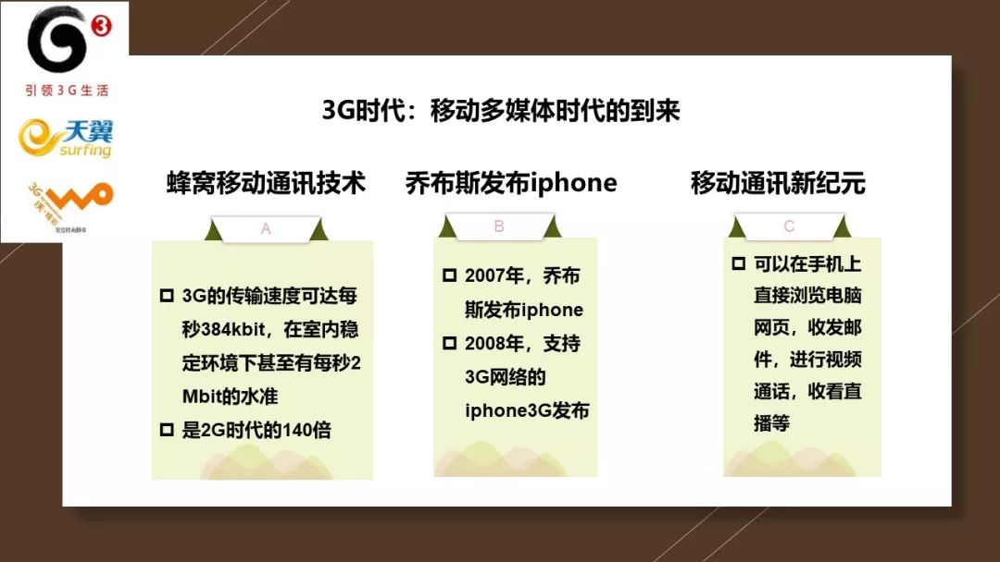 G3
引领3G生活
天翼
surfing
3G
wo
沃·精彩
3G时代：移动多媒体时代的到来
蜂窝移动通讯技术
A
3G的传输速度可达每
秒384kbit，在室内稳
定环境下甚至有每秒2
Mbit的水准
是2G时代的140倍
乔布斯发布iphone
B
2007年，乔布
斯发布iphone
2008年，支持
3G网络的
iphone3G发布
移动通讯新纪元
C
可以在手机上
直接浏览电脑
网页，收发邮
件，进行视频
通话，收看直
播等